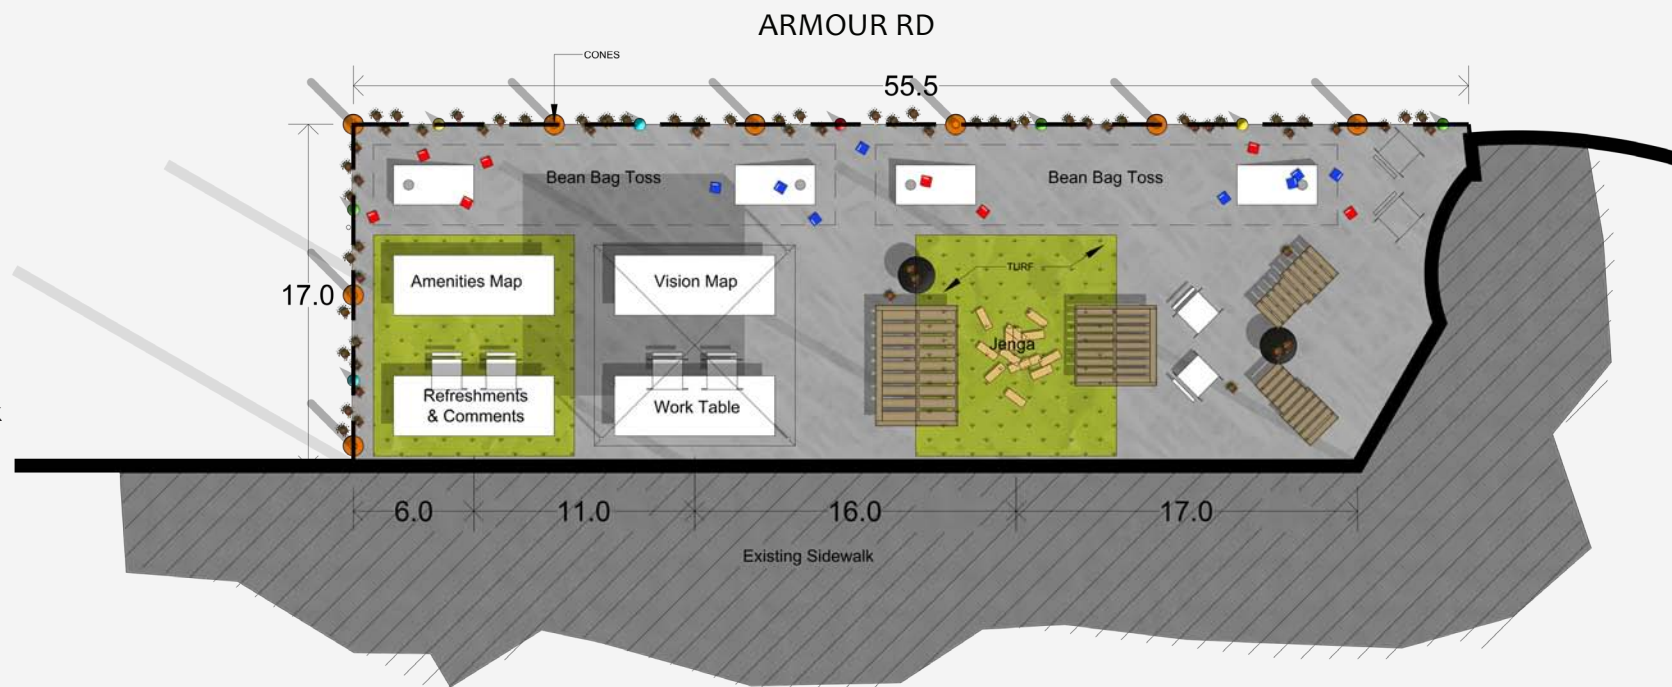 ARMOUR RD
CONES
55.5
Bean Bag Toss
Bean Bag Toss
TURF
Amenities Map
Vision Map
17.0
Jenga
Refreshments
& Comments
Work Table
6.0
11.0
16.0
17.0
Existing Sidewalk